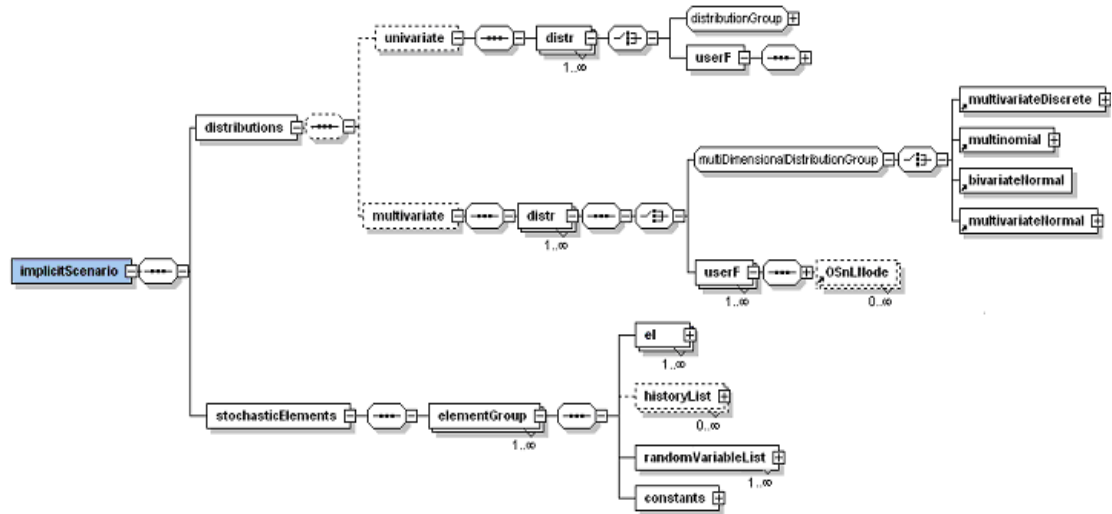 distributionGroup
univariate
distr
1..∞
userF
distributions
multivariateDiscrete
multinomial
multiDimensionalDistributionGroup
bivariateNormal
multivariate
distr
1..∞
multivariateNormal
implicitScenario
userF
1..∞
OSnLNode
0..∞
el
1..∞
historyList
0..∞
stochasticElements
elementGroup
1..∞
randomVariableList
1..∞
constants